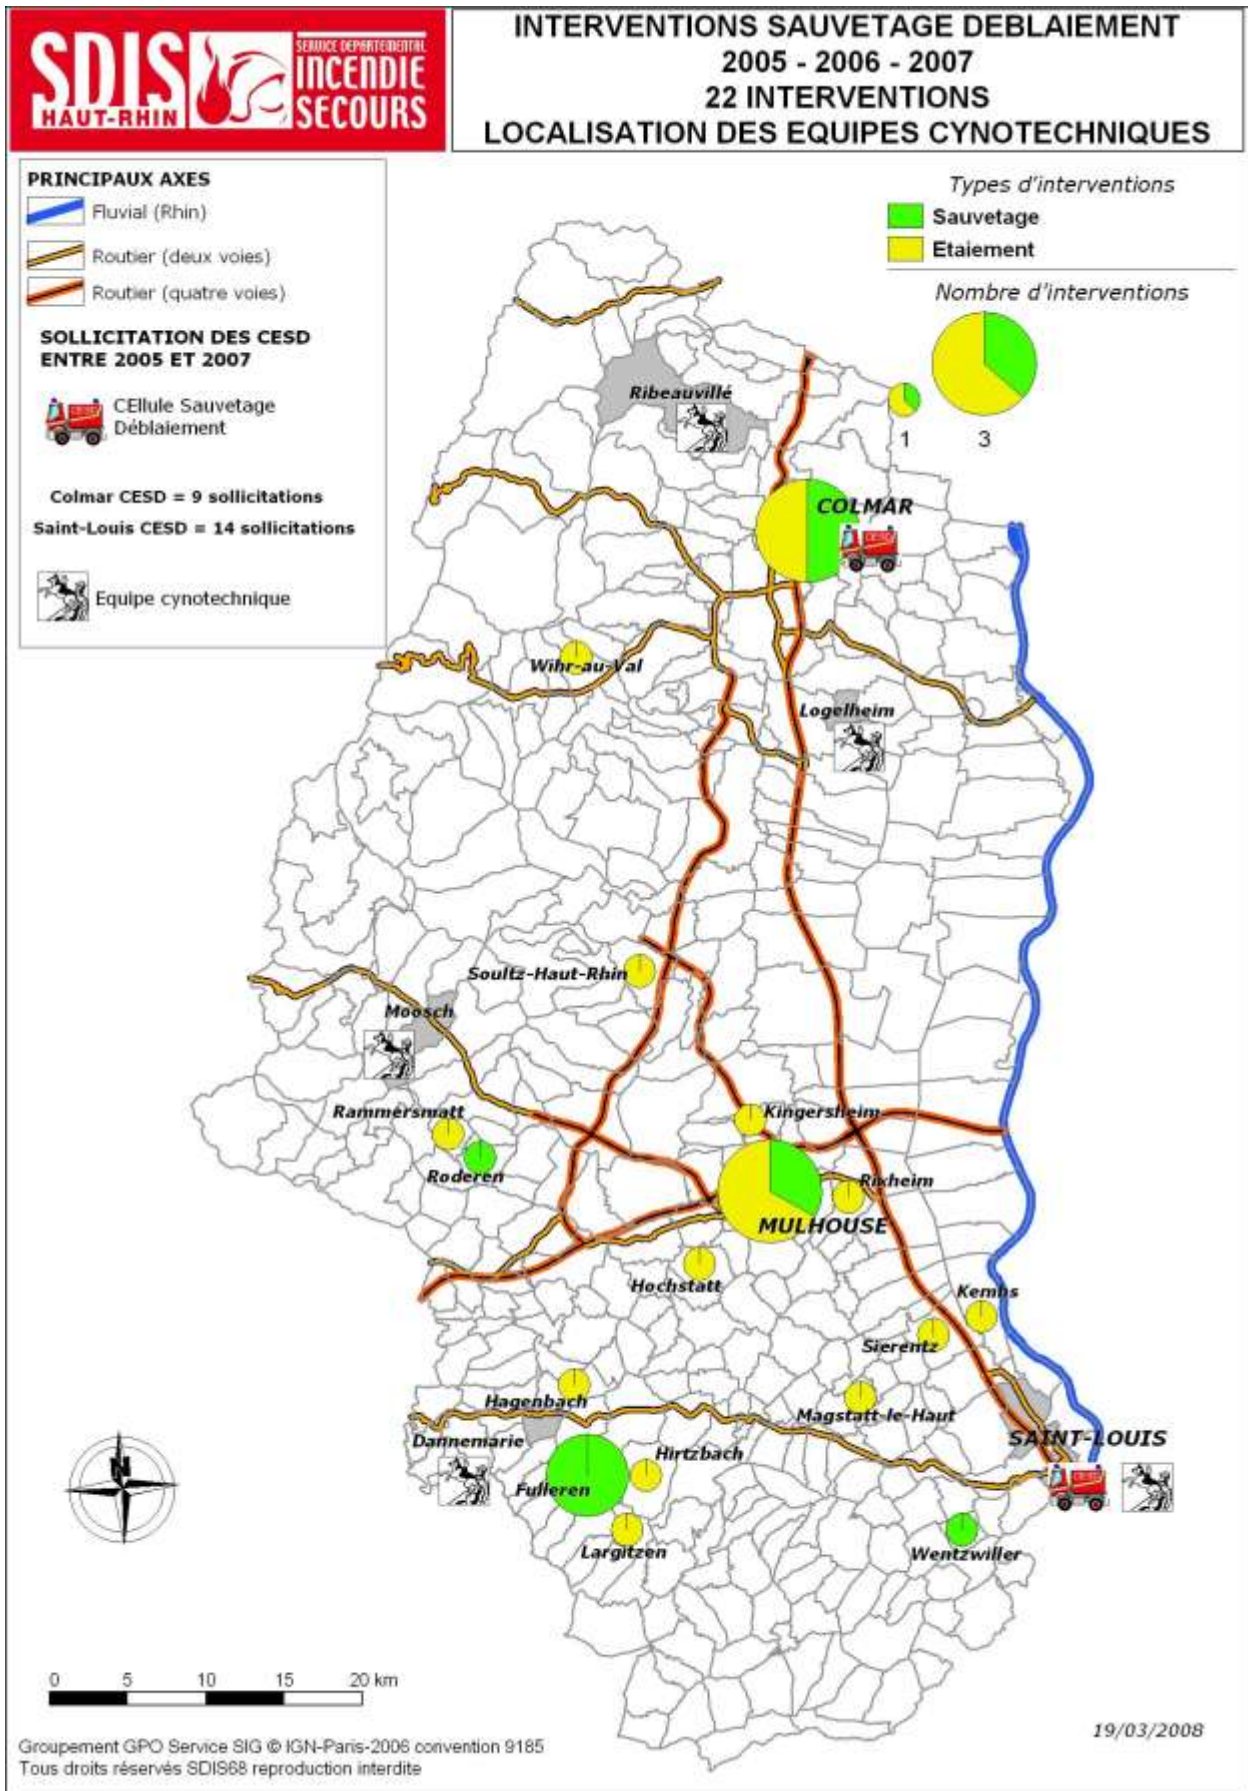 SDIS
HAUT-RHIN
SERVICE DEPARTEMENTAL
INCENDIE
SECOURS
INTERVENTIONS SAUVETAGE DEBLAIEMENT
2005 - 2006 - 2007
22 INTERVENTIONS
LOCALISATION DES EQUIPES CYNOTECHNIQUES
PRINCIPAUX AXES
Fluvial (Rhin)
Routier (deux voies)
Routier (quatre voies)
SOLLICITATION DES CESD
ENTRE 2005 ET 2007
CEllule Sauvetage
Déblaiement
Colmar CESD = 9 sollicitations
Saint-Louis CESD = 14 sollicitations
Equipe cynotechnique
Types d'interventions
Sauvetage
Etaiement
Nombre d'interventions
1
3
Ribeauvillé
COLMAR
Wihr-au-Val
Logelheim
Soultz-Haut-Rhin
Moosch
Rammersmatt
Kingersheim
Roderen
Rixheim
MULHOUSE
Hochstatt
Kembs
Sierentz
Hagenbach
Magstatt-le-Haut
Dannemarie
SAINT-LOUIS
Hirtzbach
Fulleren
Largitzen
Wentzwiller
N
0 5 10 15 20 km
19/03/2008
Groupement GPO Service SIG © IGN-Paris-2006 convention 9185
Tous droits réservés SDIS68 reproduction interdite